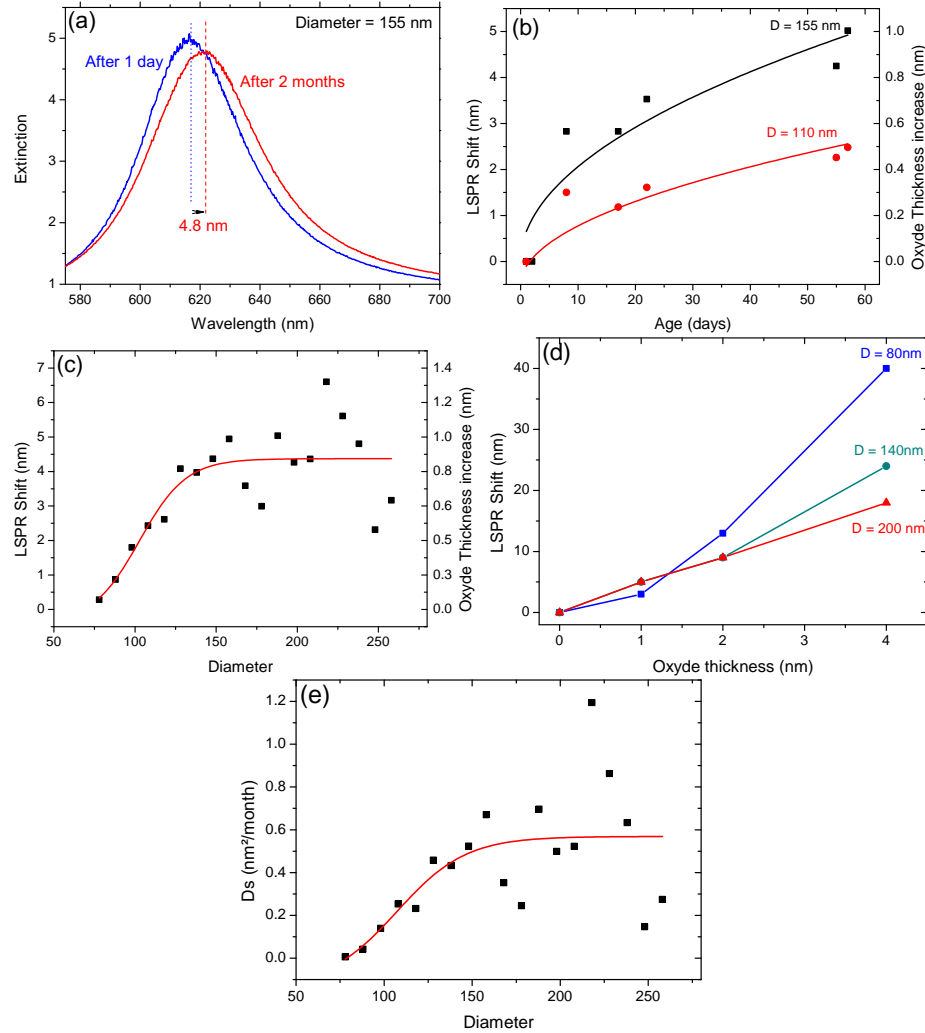 (a)
Diameter = 155 nm
After 1 day
After 2 months
4.8 nm
Extinction
5
4
3
2
1
580 600 620 640 660 680 700
Wavelength (nm)
(b)
D = 155 nm
D = 110 nm
LSPR Shift (nm)
5
4
3
2
1
0
1.0
0.8
0.6
0.4
0.2
0.0
Oxyde Thickness increase (nm)
0 10 20 30 40 50 60
Age (days)
(c)
LSPR Shift (nm)
7
6
5
4
3
2
1
0
1.4
1.2
1.0
0.8
0.6
0.5
0.2
0.0
Oxyde Thickness increase (nm)
50 100 150 200 250
Diameter
(d)
D = 80nm
D = 140nm
D = 200 nm
LSPR Shift (nm)
40
30
20
10
0
0 1 2 3 4
Oxyde thickness (nm)
(e)
Ds (nm²/month)
1.2
1.0
0.8
0.6
0.4
0.2
0.0
50 100 150 200 250
Diameter